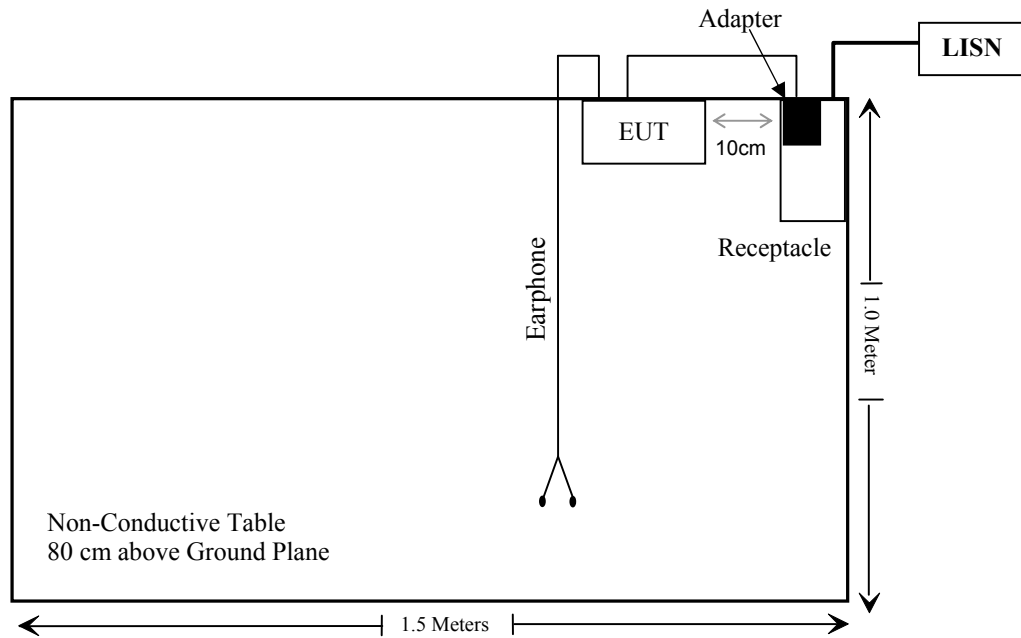 Adapter
LISN
EUT
10cm
Receptacle
Earphone
1.0 Meter
Non-Conductive Table
80 cm above Ground Plane
1.5 Meters